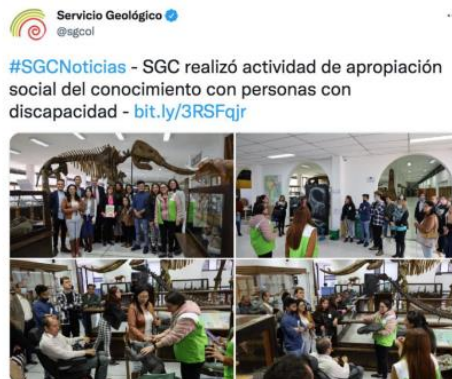 Servicio Geológico
@sgcol
#SGCNoticias - SGC realizó actividad de apropiación
social del conocimiento con personas con
discapacidad - bit.ly/3RSFqjr